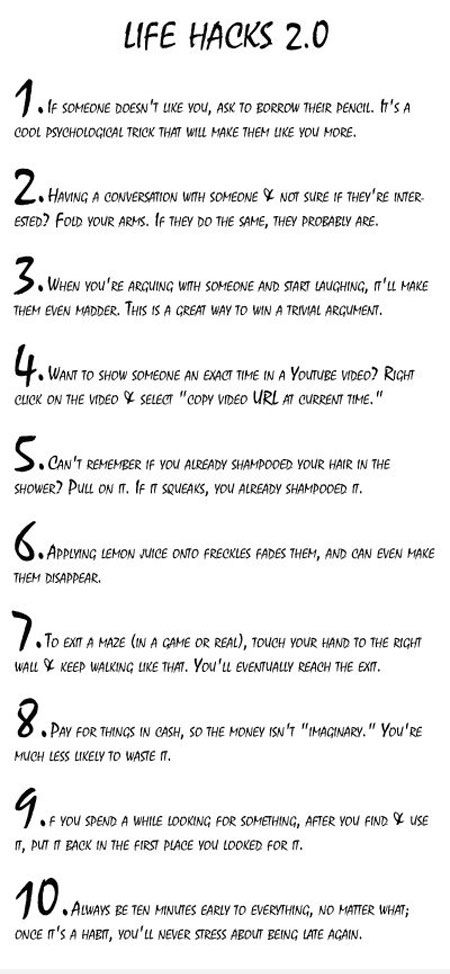 LIFE HACKS 2.0
1. IF SOMEONE DOESN'T LIKE YOU, ASK TO BORROW THEIR PENCIL. IT'S A
COOL PSYCHOLOGICAL TRICK THAT WILL MAKE THEM LIKE YOU MORE.
2. HAVING A CONVERSATION WITH SOMEONE & NOT SURE IF THEY'RE INTER-
ESTED? FOLD YOUR ARMS. IF THEY DO THE SAME, THEY PROBABLY ARE.
3. WHEN YOU'RE ARGUING WITH SOMEONE AND START LAUGHING, IT'LL MAKE
THEM EVEN MADDER. THIS IS A GREAT WAY TO WIN A TRIVIAL ARGUMENT.
4. WANT TO SHOW SOMEONE AN EXACT TIME IN A YOUTUBE VIDEO? RIGHT
CLICK ON THE VIDEO & SELECT "COPY VIDEO URL AT CURRENT TIME."
5. CAN'T REMEMBER IF YOU ALREADY SHAMPOOED YOUR HAIR IN THE
SHOWER? PULL ON IT. IF IT SQUEAKS, YOU ALREADY SHAMPOOED IT.
6. APPLYING LEMON JUICE ONTO FRECKLES FADES THEM, AND CAN EVEN MAKE
THEM DISAPPEAR.
7. TO EXIT A MAZE (IN A GAME OR REAL), TOUCH YOUR HAND TO THE RIGHT
WALL & KEEP WALKING LIKE THAT. YOU'LL EVENTUALLY REACH THE EXIT.
8. PAY FOR THINGS IN CASH, SO THE MONEY ISN'T "IMAGINARY." YOU'RE
MUCH LESS LIKELY TO WASTE IT.
9. F YOU SPEND A WHILE LOOKING FOR SOMETHING, AFTER YOU FIND & USE
IT, PUT IT BACK IN THE FIRST PLACE YOU LOOKED FOR IT.
10. ALWAYS BE TEN MINUTES EARLY TO EVERYTHING, NO MATTER WHAT;
ONCE IT'S A HABIT, YOU'LL NEVER STRESS ABOUT BEING LATE AGAIN.